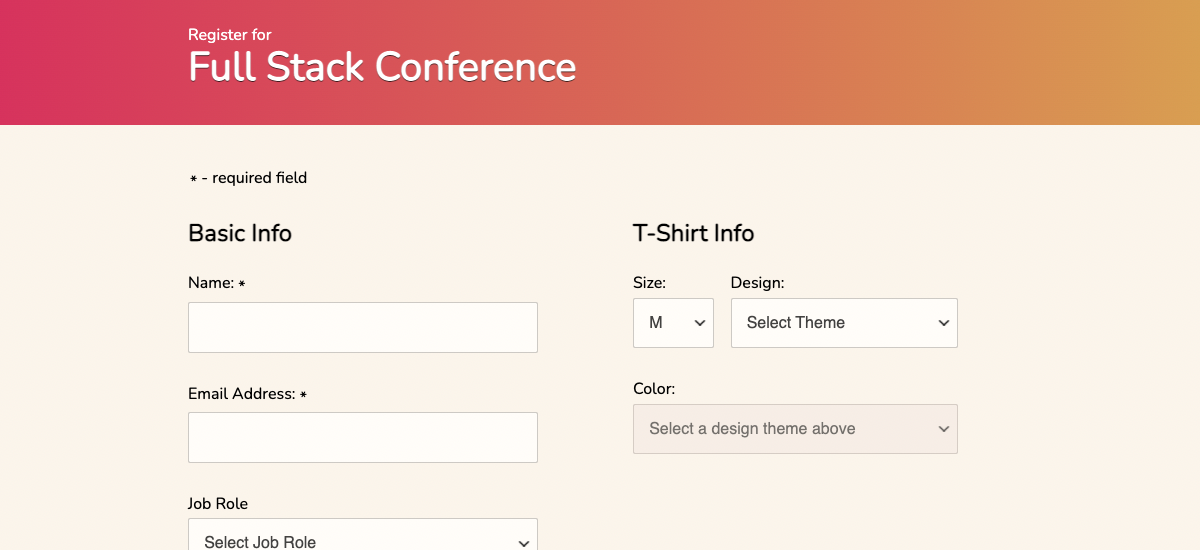 Register for
Full Stack Conference
* - required field
Basic Info
Name: *
Email Address: *
Job Role
Select Job Role
T-Shirt Info
Size:
Design:
M
Select Theme
Color:
Select a design theme above